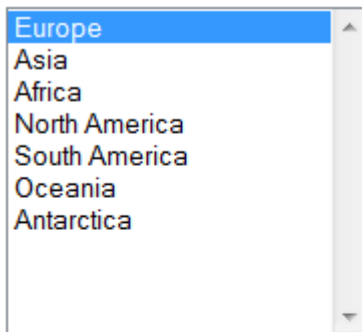 Europe
Asia
Africa
North America
South America
Oceania
Antarctica